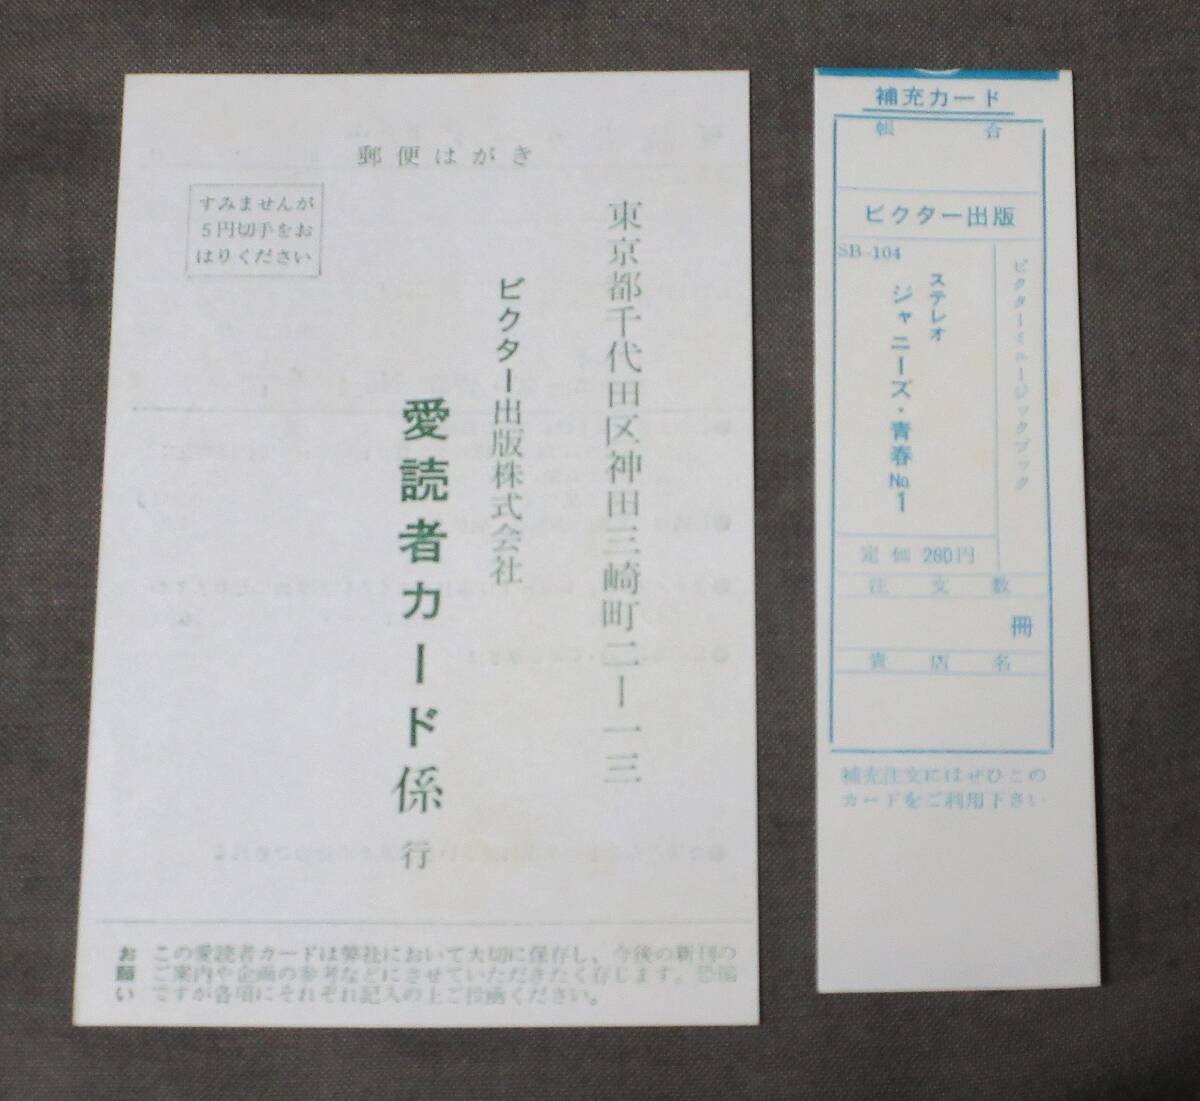 郵便はがき
すみませんが
5円切手をお
はりください
東京都千代田区神田三崎町二ー一三
ビクター出版株式会社
愛読者カード係 行
お願い
この愛読者カードは弊社において大切に保存し、今後の新刊の
ご案内や企画の参考などにさせていただきたく存じます。恐縮
ですが各項にそれぞれ記入の上ご投函ください。
補充カード
帳 合
ビクター出版
SB-104
ビクターミュージックブック
ステレオ
ジャニーズ・青春№1
定価 280円
注文数
冊
貴店名
補充注文にはぜひこの
カードをご利用下さい